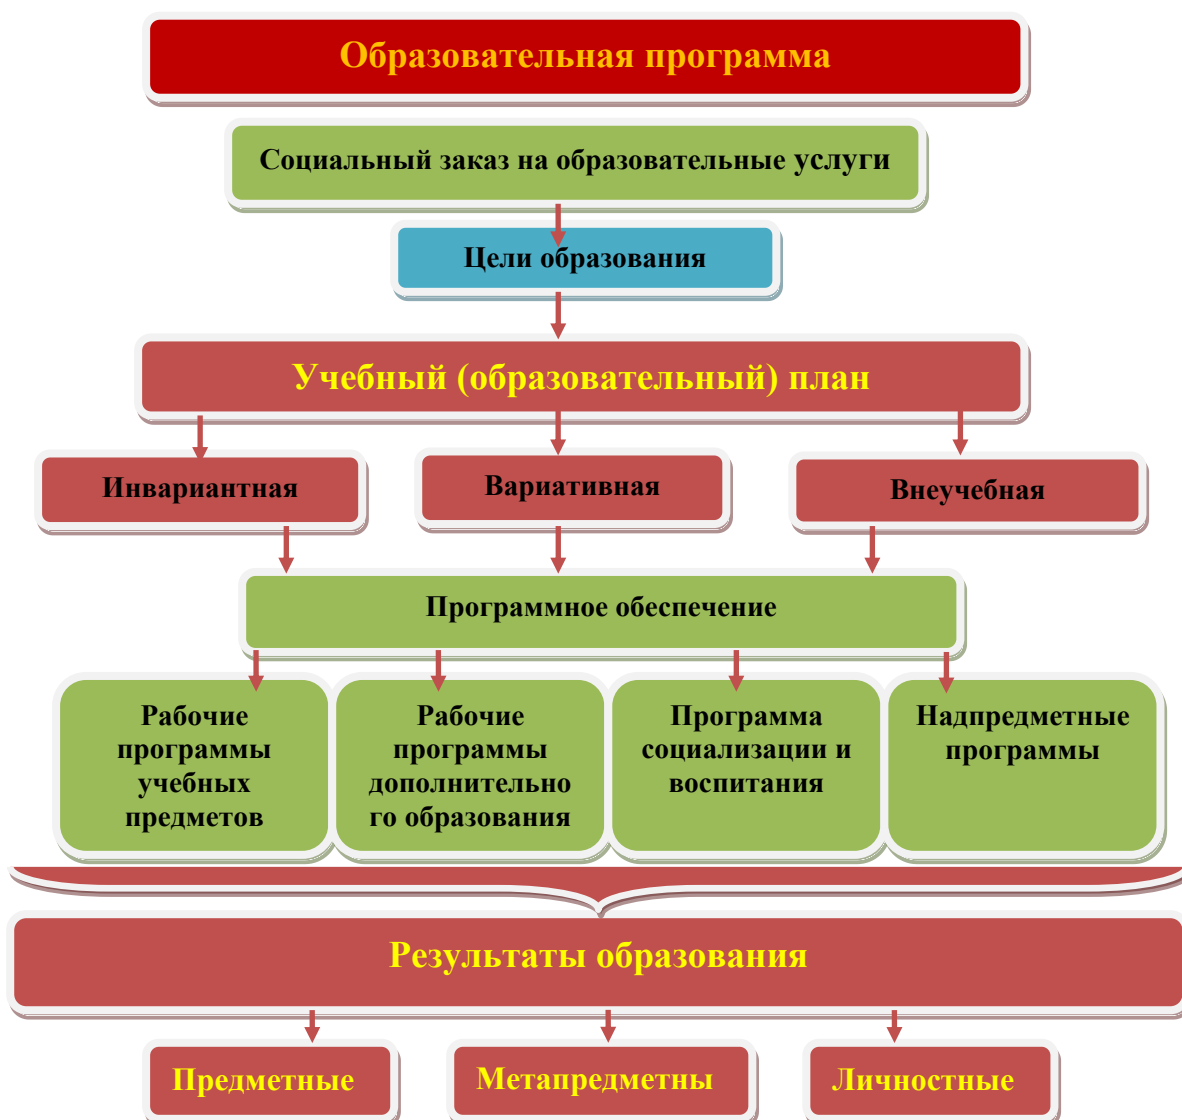 Образовательная программа
Социальный заказ на образовательные услуги
Цели образования
Учебный (образовательный) план
Инвариантная
Вариативная
Внеучебная
Программное обеспечение
Рабочие
программы
учебных
предметов
Рабочие
программы
дополнительно
го образования
Программа
социализации и
воспитания
Надпредметные
программы
Результаты образования
Предметные
Метапредметны
Личностные